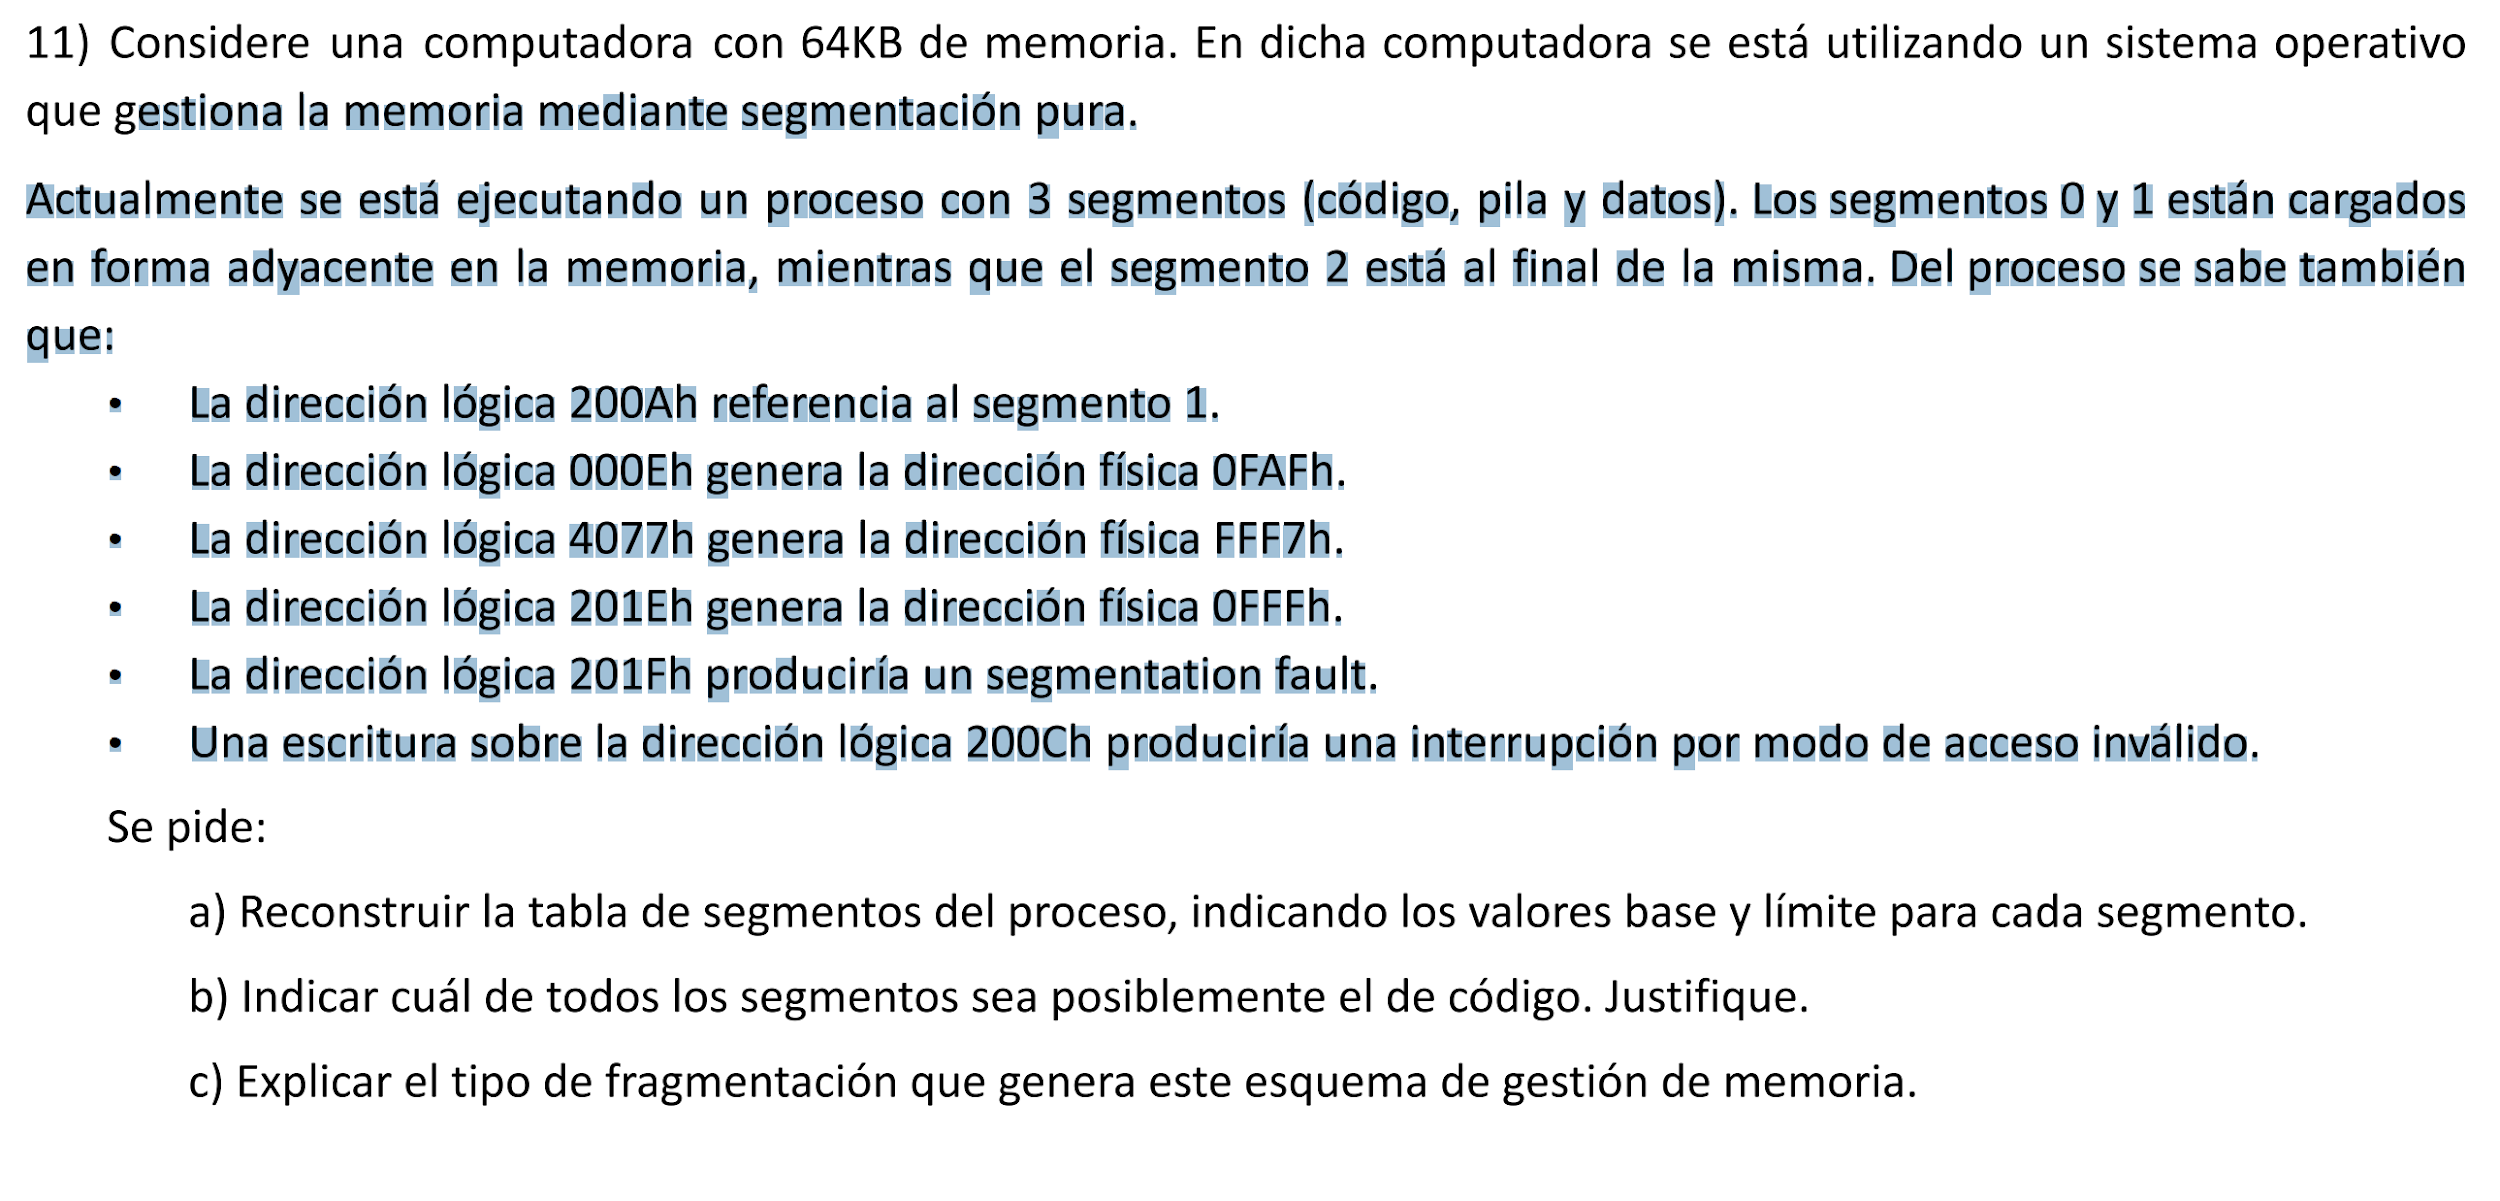 11) Considere una computadora con 64KB de memoria. En dicha computadora se está utilizando un sistema operativo
que gestiona la memoria mediante segmentación pura.
Actualmente se está ejecutando un proceso con 3 segmentos (código, pila y datos). Los segmentos 0 y 1 están cargados
en forma adyacente en la memoria, mientras que el segmento 2 está al final de la misma. Del proceso se sabe también
que:
• La dirección lógica 200Ah referencia al segmento 1.
• La dirección lógica 000Eh genera la dirección física 0FAFh.
• La dirección lógica 4077h genera la dirección física FFF7h.
• La dirección lógica 201Eh genera la dirección física 0FFFh.
• La dirección lógica 201Fh produciría un segmentation fault.
• Una escritura sobre la dirección lógica 200Ch produciría una interrupción por modo de acceso inválido.
Se pide:
a) Reconstruir la tabla de segmentos del proceso, indicando los valores base y límite para cada segmento.
b) Indicar cuál de todos los segmentos sea posiblemente el de código. Justifique.
c) Explicar el tipo de fragmentación que genera este esquema de gestión de memoria.